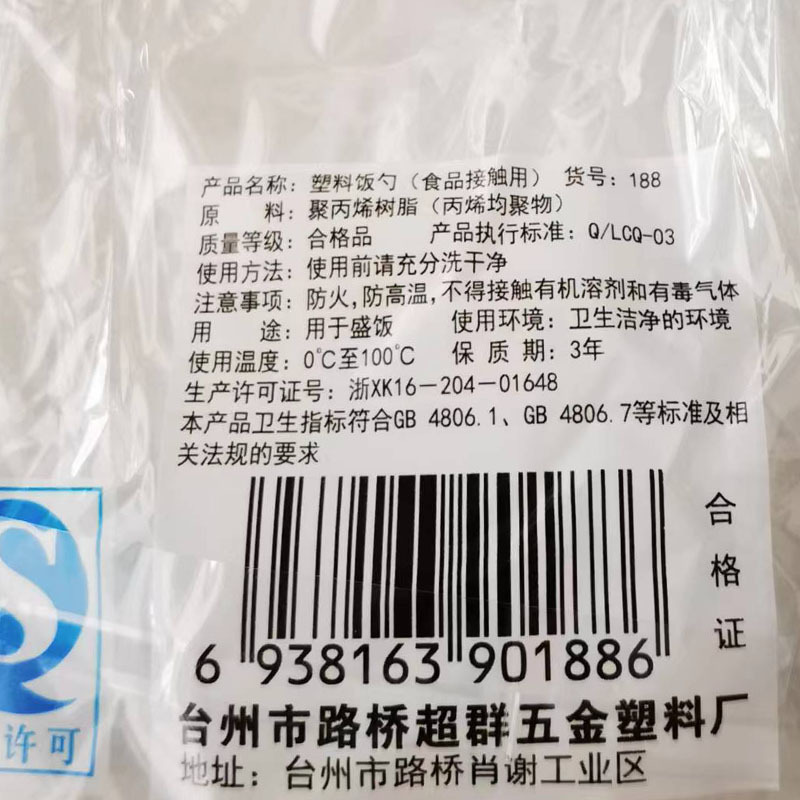 产品名称：塑料饭勺（食品接触用） 货号：188
原 料：聚丙烯树脂（丙烯均聚物）
质量等级：合格品 产品执行标准：Q/LCQ-03
使用方法：使用前请充分洗干净
注意事项：防火,防高温,不得接触有机溶剂和有毒气体
用 途：用于盛饭 使用环境：卫生洁净的环境
使用温度：0℃至100℃ 保 质 期：3年
生产许可证号：浙XK16-204-01648
本产品卫生指标符合GB 4806.1、GB 4806.7等标准及相
关法规的要求
合格证
6 938163 901886
台州市路桥超群五金塑料厂
地址：台州市路桥肖谢工业区
S
许可